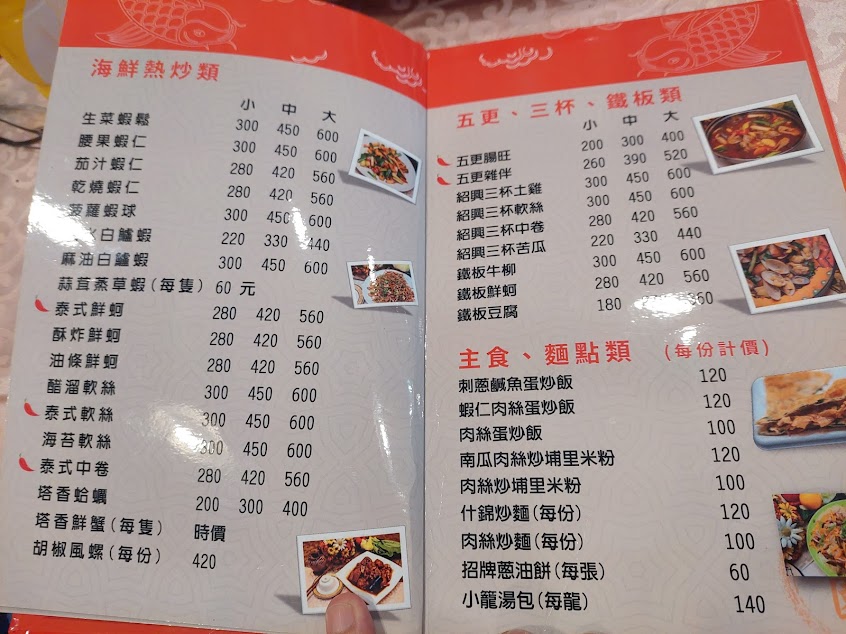 海鮮熱炒類
小 中 大
生菜蝦鬆 300 450 600
腰果蝦仁 300 450 600
茄汁蝦仁 280 420 560
乾燒蝦仁 280 420 560
菠蘿蝦球 300 450 600
水白鱸蝦 220 330 440
麻油白鱸蝦 300 450 600
蒜茸蒸草蝦(每隻) 60 元
泰式鮮蚵 280 420 560
酥炸鮮蚵 280 420 560
油條鮮蚵 280 420 560
醋溜軟絲 300 450 600
泰式軟絲 300 450 600
海苔軟絲 300 450 600
泰式中卷 280 420 560
塔香蛤蠣 200 300 400
塔香鮮蟹(每隻) 時價
胡椒風螺(每份) 420
五更、三杯、鐵板類
小 中 大
五更腸旺 200 300 400
五更雜伴 260 390 520
紹興三杯土雞 300 450 600
紹興三杯軟絲 300 450 600
紹興三杯中卷 280 420 560
紹興三杯苦瓜 220 330 440
鐵板牛柳 300 450 600
鐵板鮮蚵 280 420 560
鐵板豆腐 180 360
主食、麵點類 (每份計價)
刺蔥鹹魚蛋炒飯 120
蝦仁肉絲蛋炒飯 120
肉絲蛋炒飯 100
南瓜肉絲炒埔里米粉 120
肉絲炒埔里米粉 100
什錦炒麵(每份) 120
肉絲炒麵(每份) 100
招牌蔥油餅(每張) 60
小籠湯包(每龍) 140